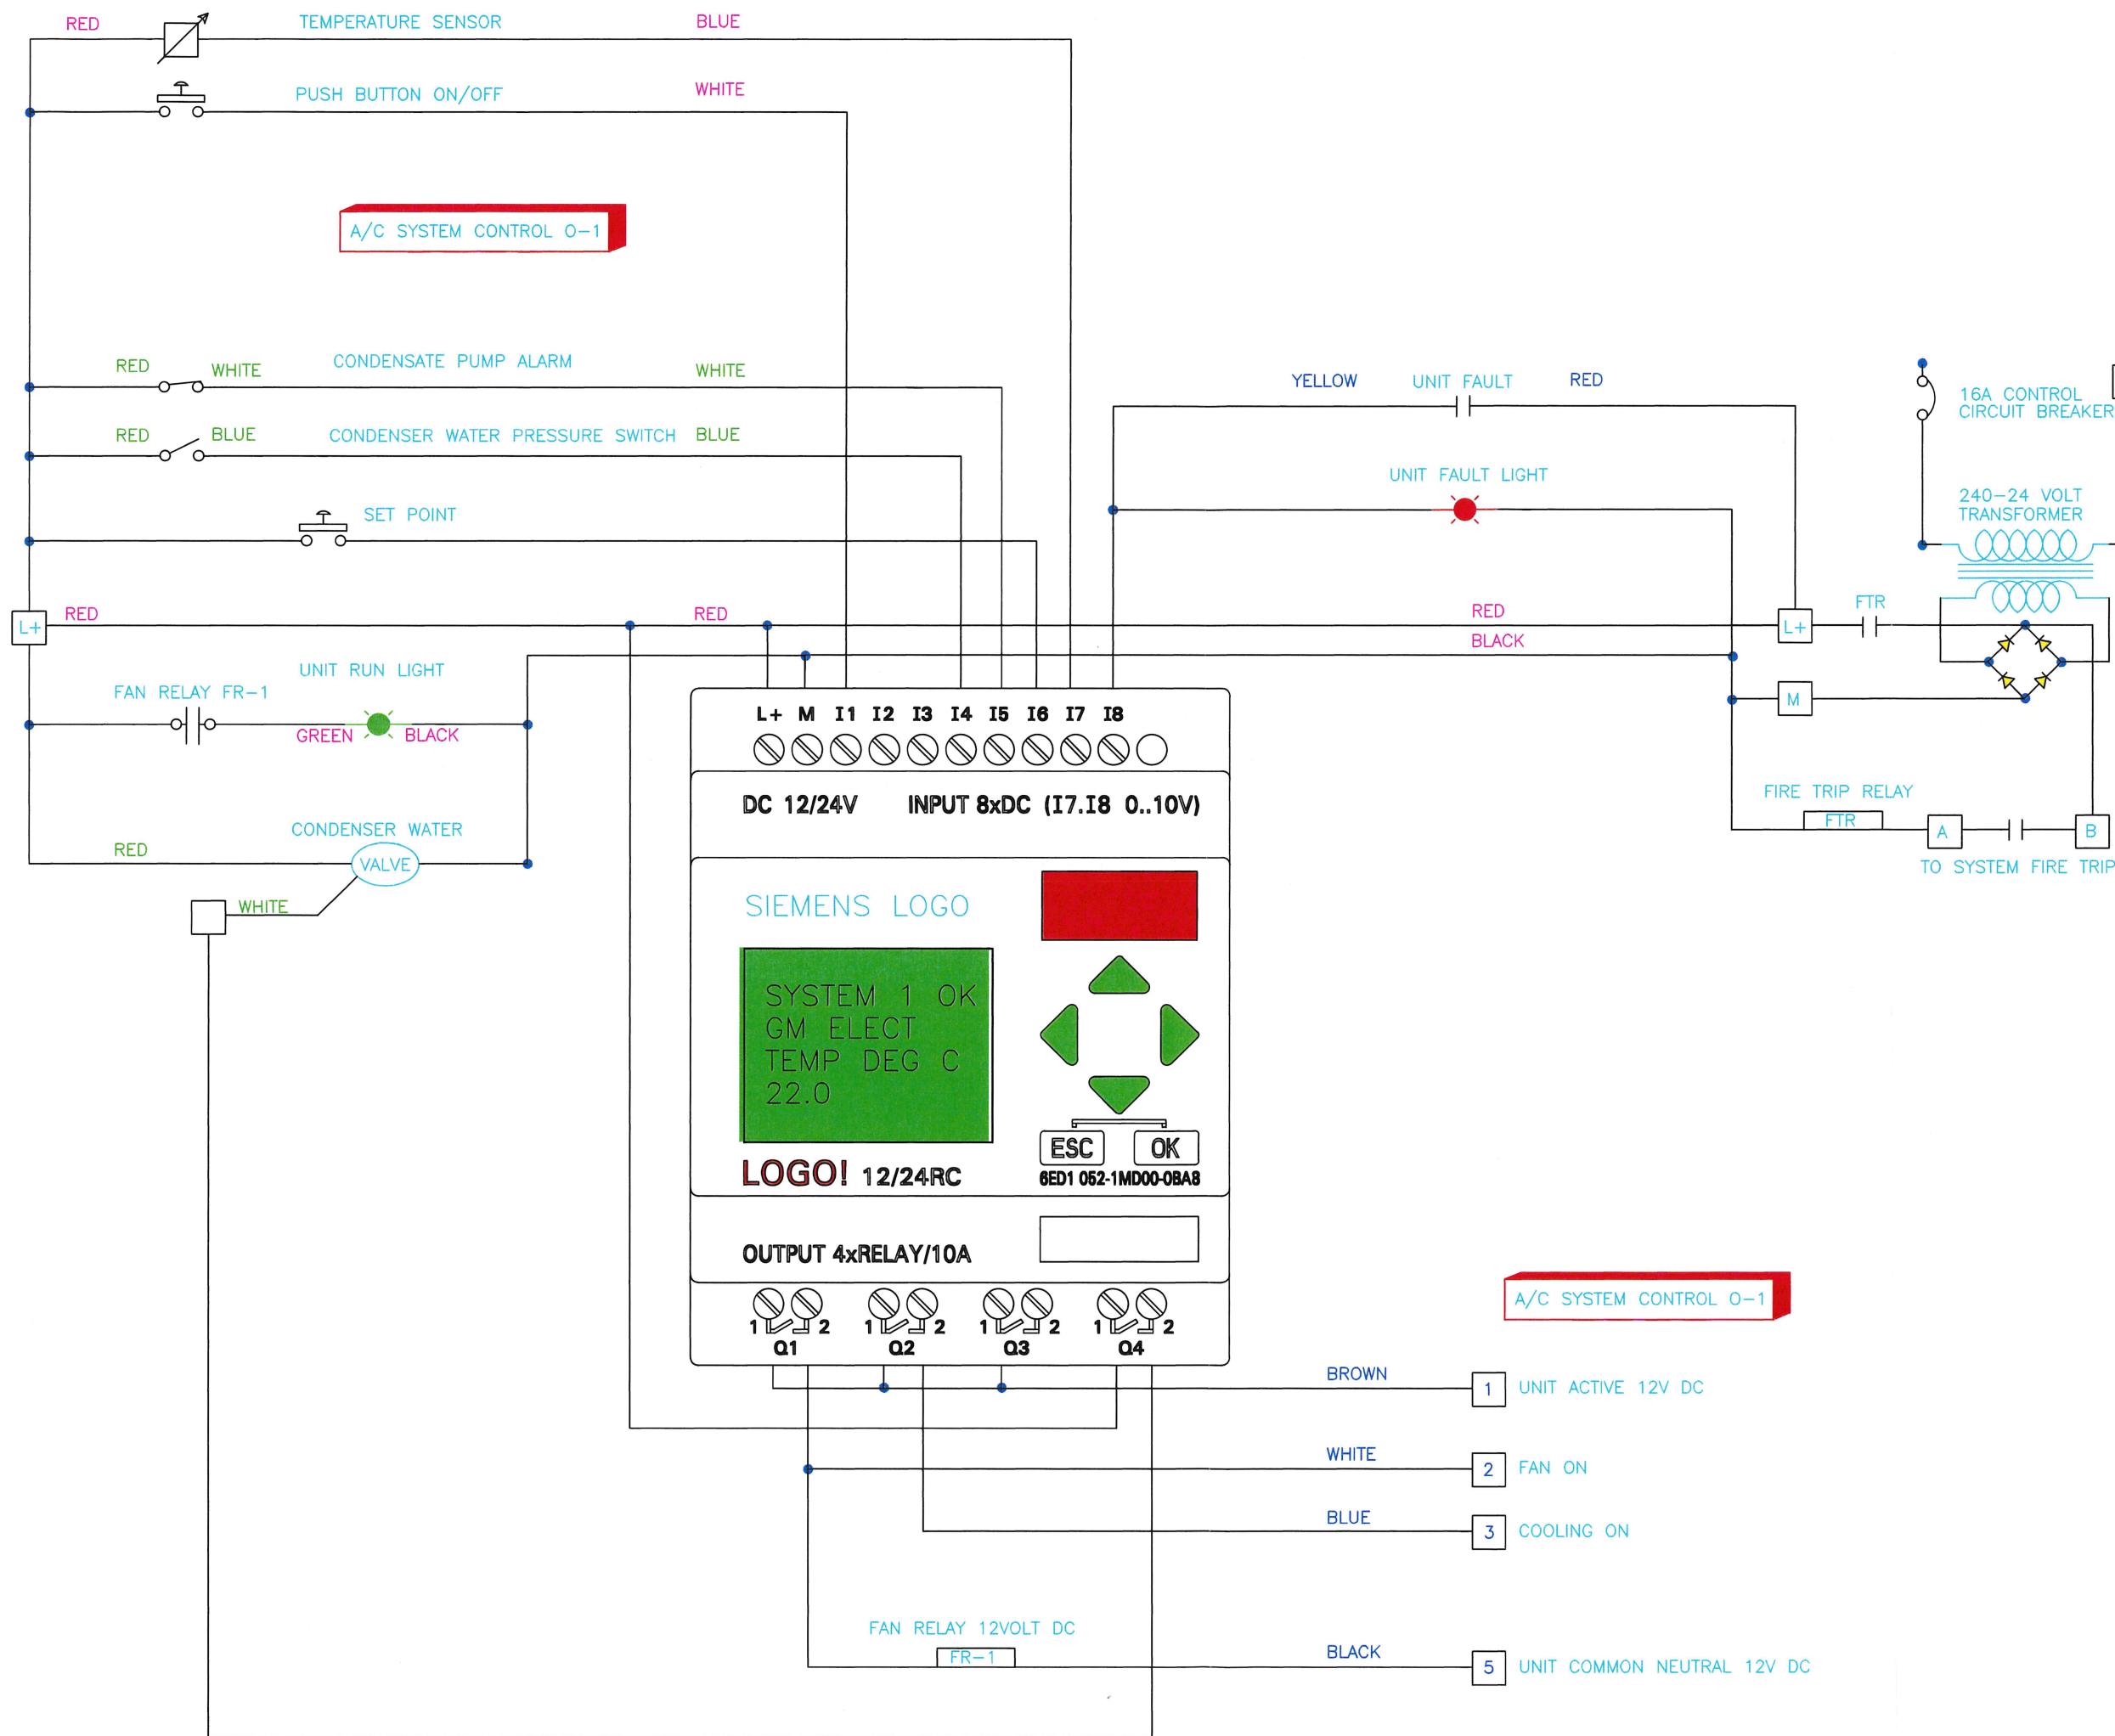 RED TEMPERATURE SENSOR BLUE
PUSH BUTTON ON/OFF WHITE
A/C SYSTEM CONTROL O-1
RED WHITE CONDENSATE PUMP ALARM WHITE
RED BLUE CONDENSER WATER PRESSURE SWITCH BLUE
SET POINT
L+ RED RED
UNIT RUN LIGHT
FAN RELAY FR-1
GREEN BLACK
CONDENSER WATER
RED
VALVE
WHITE
YELLOW UNIT FAULT RED
UNIT FAULT LIGHT
RED
BLACK
16A CONTROL
CIRCUIT BREAKER
240-24 VOLT
TRANSFORMER
L+ FTR
M
FIRE TRIP RELAY
FTR A B
TO SYSTEM FIRE TRIP
L+ M I1 I2 I3 I4 I5 I6 I7 I8
DC 12/24V INPUT 8xDC (I7.I8 0..10V)
SIEMENS LOGO
SYSTEM 1 OK
GM ELECT
TEMP DEG C
22.0
ESC OK
LOGO! 12/24RC 6ED1 052-1MD00-0BA8
OUTPUT 4xRELAY/10A
1 2 1 2 1 2 1 2
Q1 Q2 Q3 Q4
A/C SYSTEM CONTROL O-1
BROWN 1 UNIT ACTIVE 12V DC
WHITE 2 FAN ON
BLUE 3 COOLING ON
FAN RELAY 12VOLT DC
FR-1 BLACK 5 UNIT COMMON NEUTRAL 12V DC